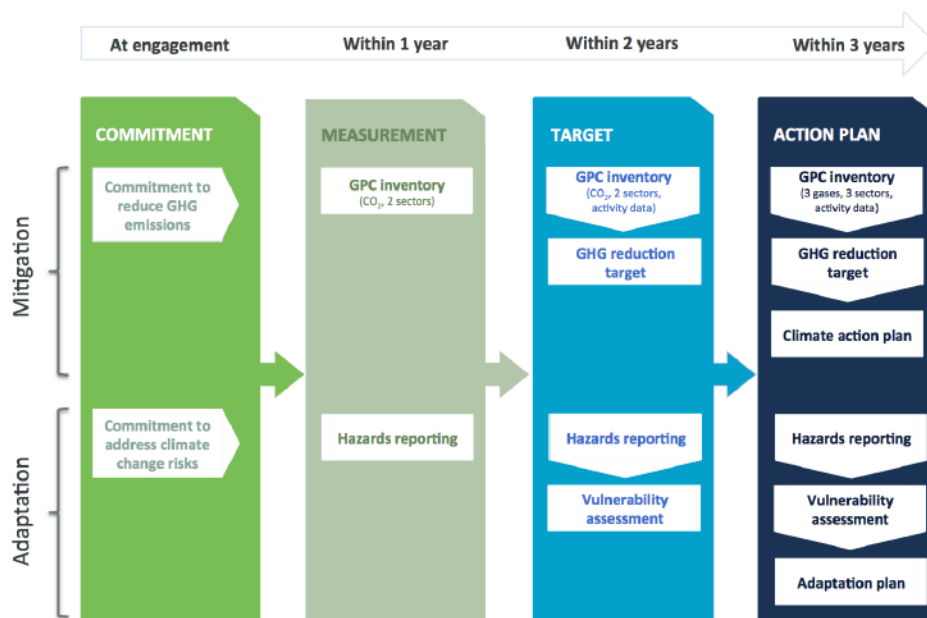 At engagement
Within 1 year
Within 2 years
Within 3 years
COMMITMENT
MEASUREMENT
TARGET
ACTION PLAN
Mitigation
Commitment to
reduce GHG
emissions
GPC inventory
(CO₂, 2 sectors)
GPC inventory
(CO₂, 2 sectors,
activity data)
GHG reduction
target
GPC inventory
(3 gases, 3 sectors,
activity data)
GHG reduction
target
Climate action plan
Adaptation
Commitment to
address climate
change risks
Hazards reporting
Hazards reporting
Vulnerability
assessment
Hazards reporting
Vulnerability
assessment
Adaptation plan